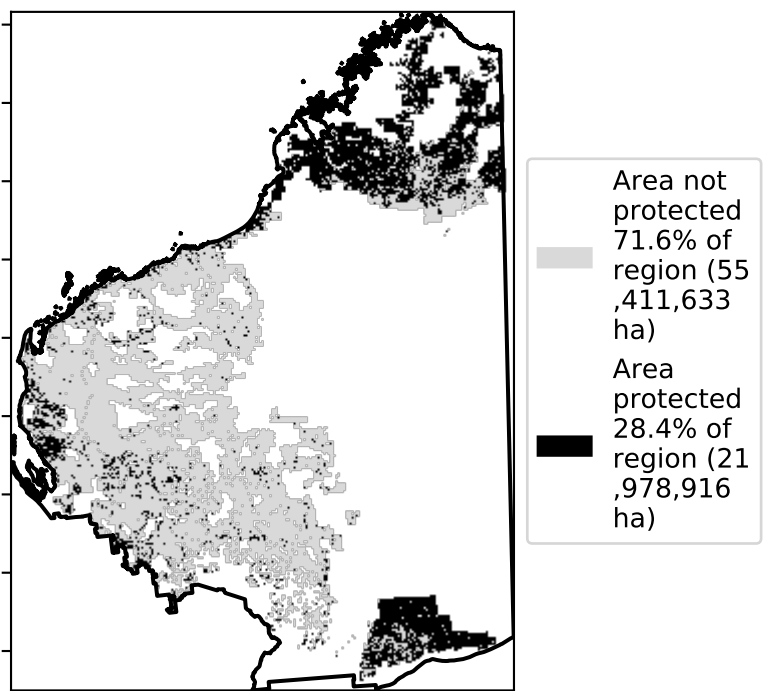 Area not
protected
71.6% of
region (55
,411,633
ha)
Area
protected
28.4% of
region (21
,978,916
ha)